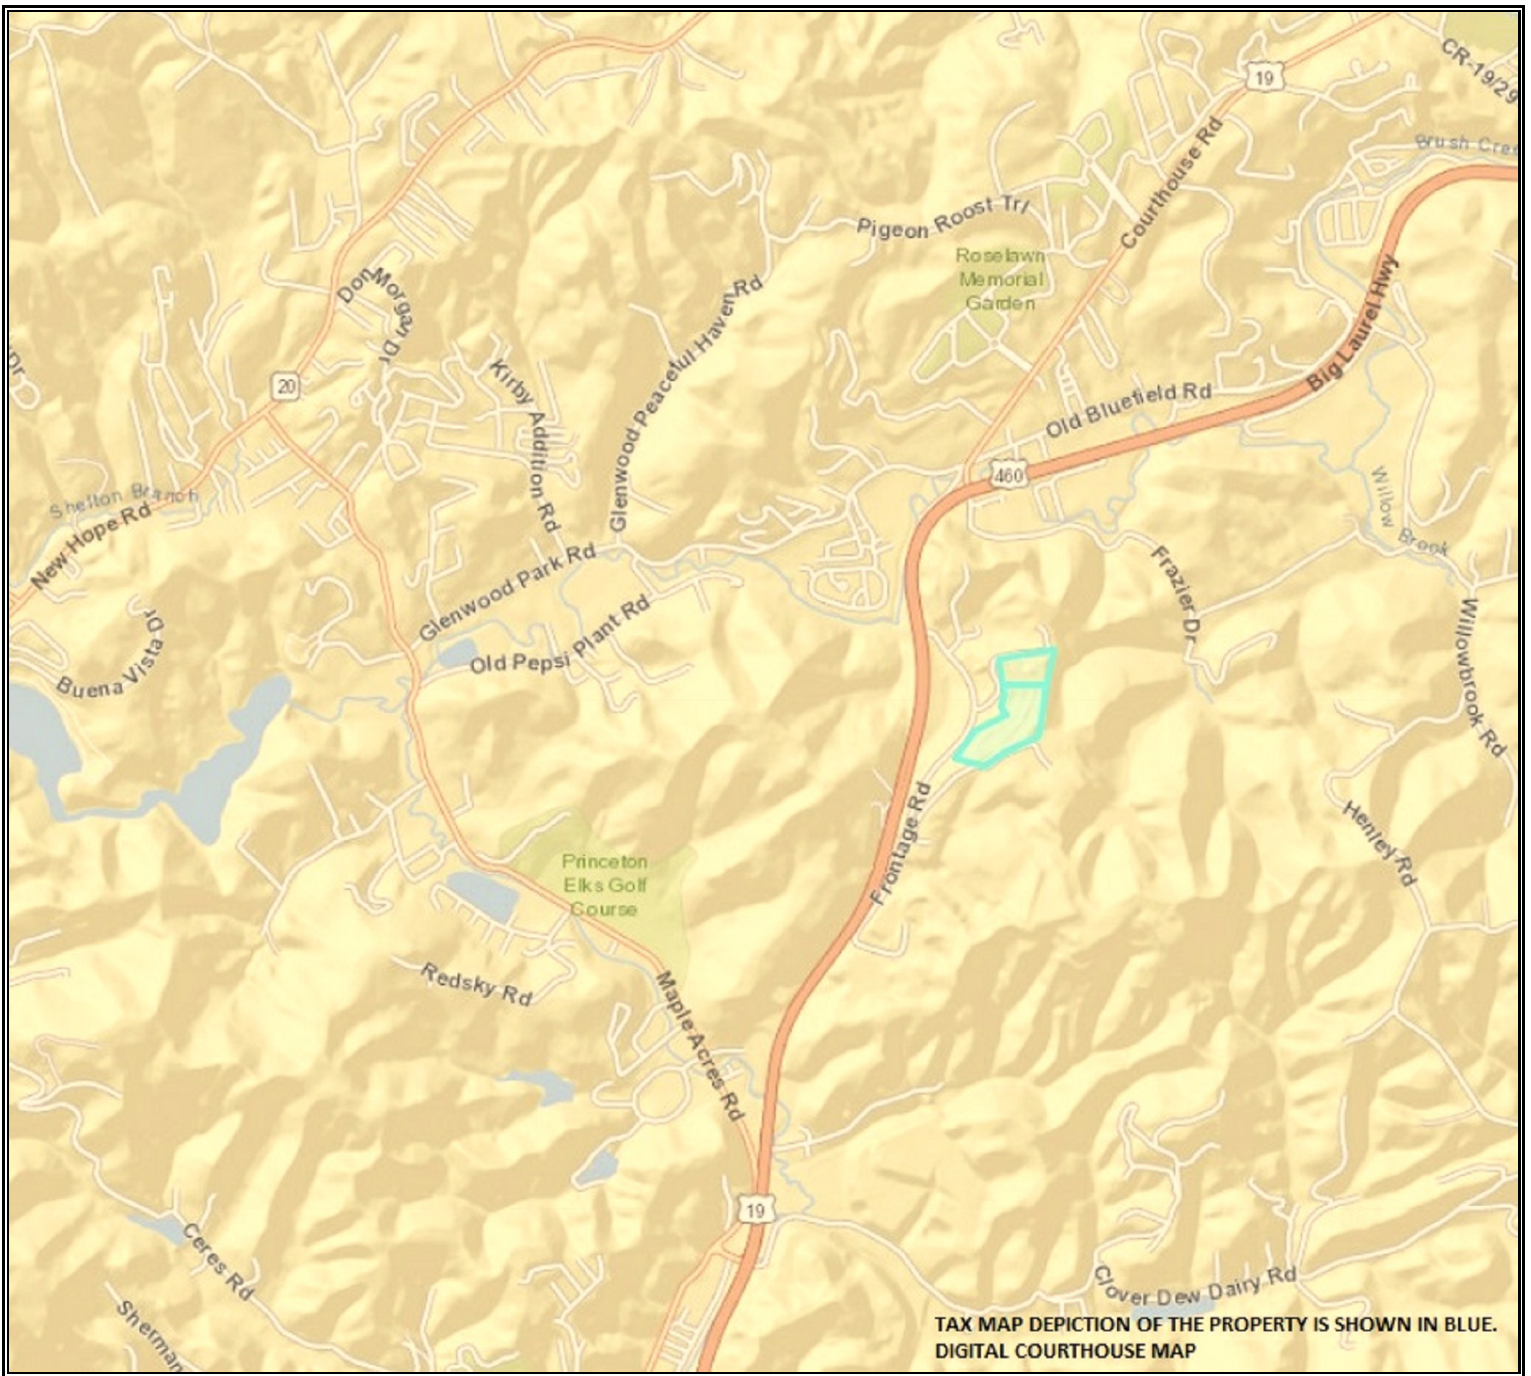 19
CR-19/29
Courthouse Rd
Pigeon Roost Trl
Roselawn
Memorial
Garden
Big Laurel Hwy
Don Morgan Dr
20
Dr
Kirby Addition Rd
Glenwood Peaceful Haven Rd
Old Bluefield Rd
460
Shelton Branch
New Hope Rd
Willow Brook
Glenwood Park Rd
Frazier Dr
Old Pepsi Plant Rd
Buena Vista Dr
Willowbrook Rd
Frontage Rd
Henley Rd
Princeton
Elks Golf
Course
Redsky Rd
Maple Acres Rd
19
Ceres Rd
Clover Dew Dairy Rd
Sherman
TAX MAP DEPICTION OF THE PROPERTY IS SHOWN IN BLUE.
DIGITAL COURTHOUSE MAP